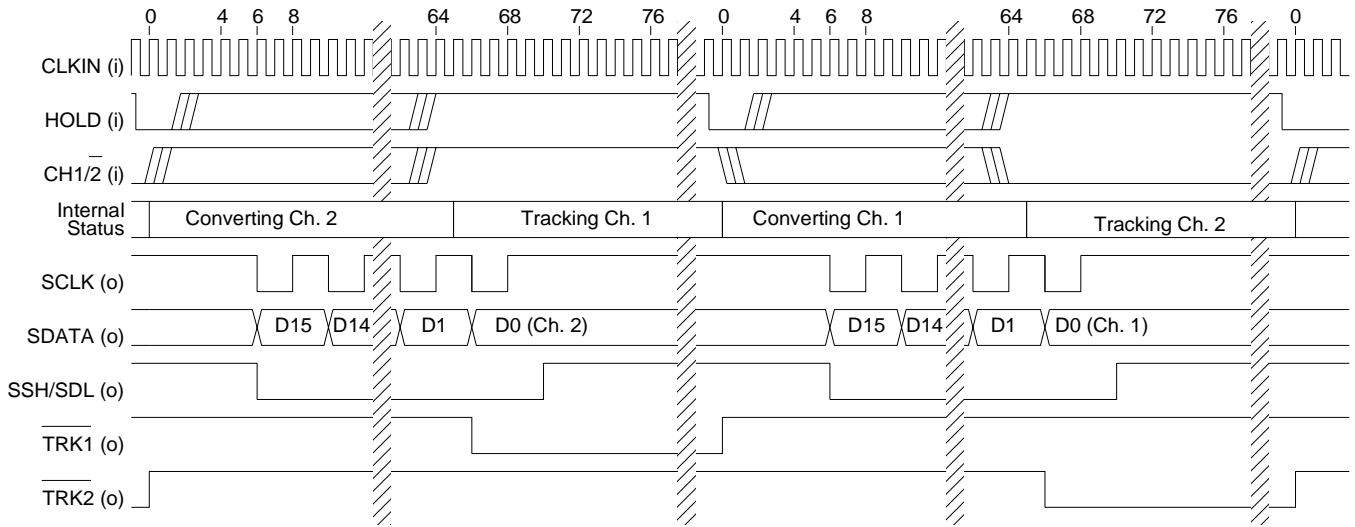 0 4 6 8 64 68 72 76 0 4 6 8 64 68 72 76 0
CLKIN (i)
HOLD (i)
CH1/2̅ (i)
Internal
Status
Converting Ch. 2 Tracking Ch. 1 Converting Ch. 1 Tracking Ch. 2
SCLK (o)
SDATA (o) D15 D14 D1 D0 (Ch. 2) D15 D14 D1 D0 (Ch. 1)
SSH/SDL (o)
T̅R̅K̅1̅ (o)
T̅R̅K̅2̅ (o)